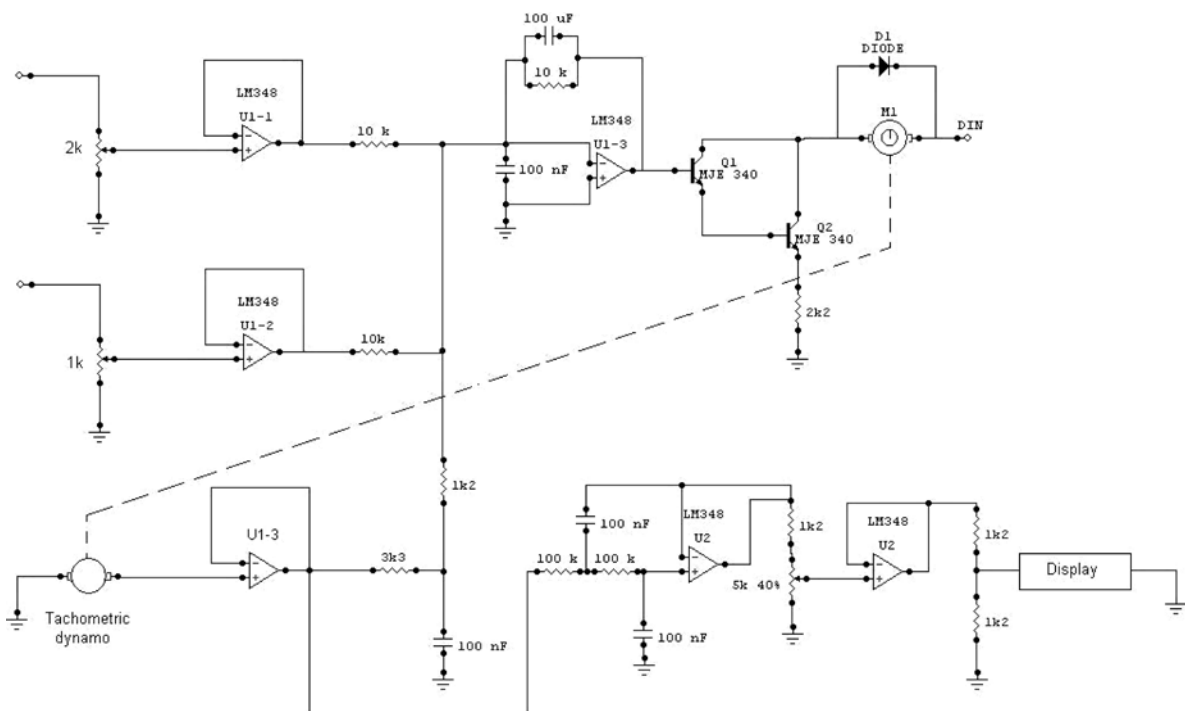 100 uF
10 k
D1
DIODE
M1
DIN
LM348
U1-1
2k
10 k
100 nF
LM348
U1-3
Q1
MJE 340
Q2
MJE 340
2k2
LM348
U1-2
1k
10k
1k2
U1-3
3k3
100 nF
Tachometric
dynamo
100 nF
LM348
U2
100 k
100 k
100 nF
1k2
5k 40%
LM348
U2
1k2
1k2
Display